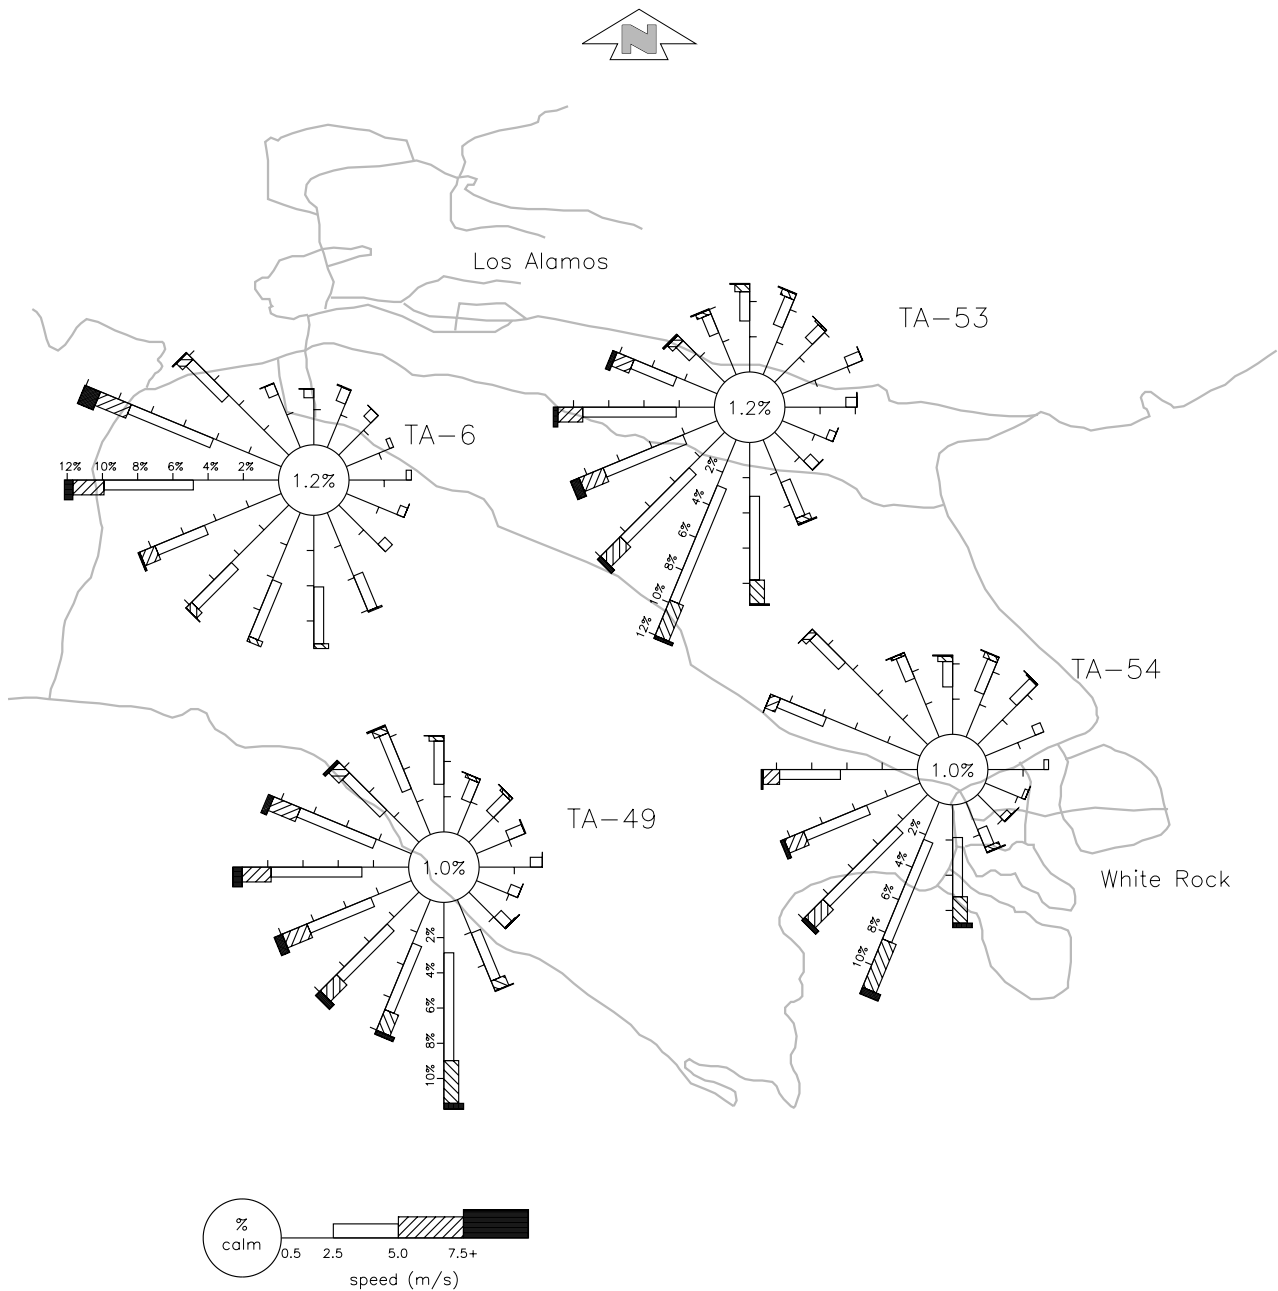 N
Los Alamos
TA-53
1.2%
TA-6
12% 10% 8% 6% 4% 2%
1.2%
2%
4%
6%
8%
10%
12%
TA-54
1.0%
2%
4%
6%
8%
10%
TA-49
1.0%
2%
4%
6%
8%
10%
White Rock
%
calm
0.5 2.5 5.0 7.5+
speed (m/s)